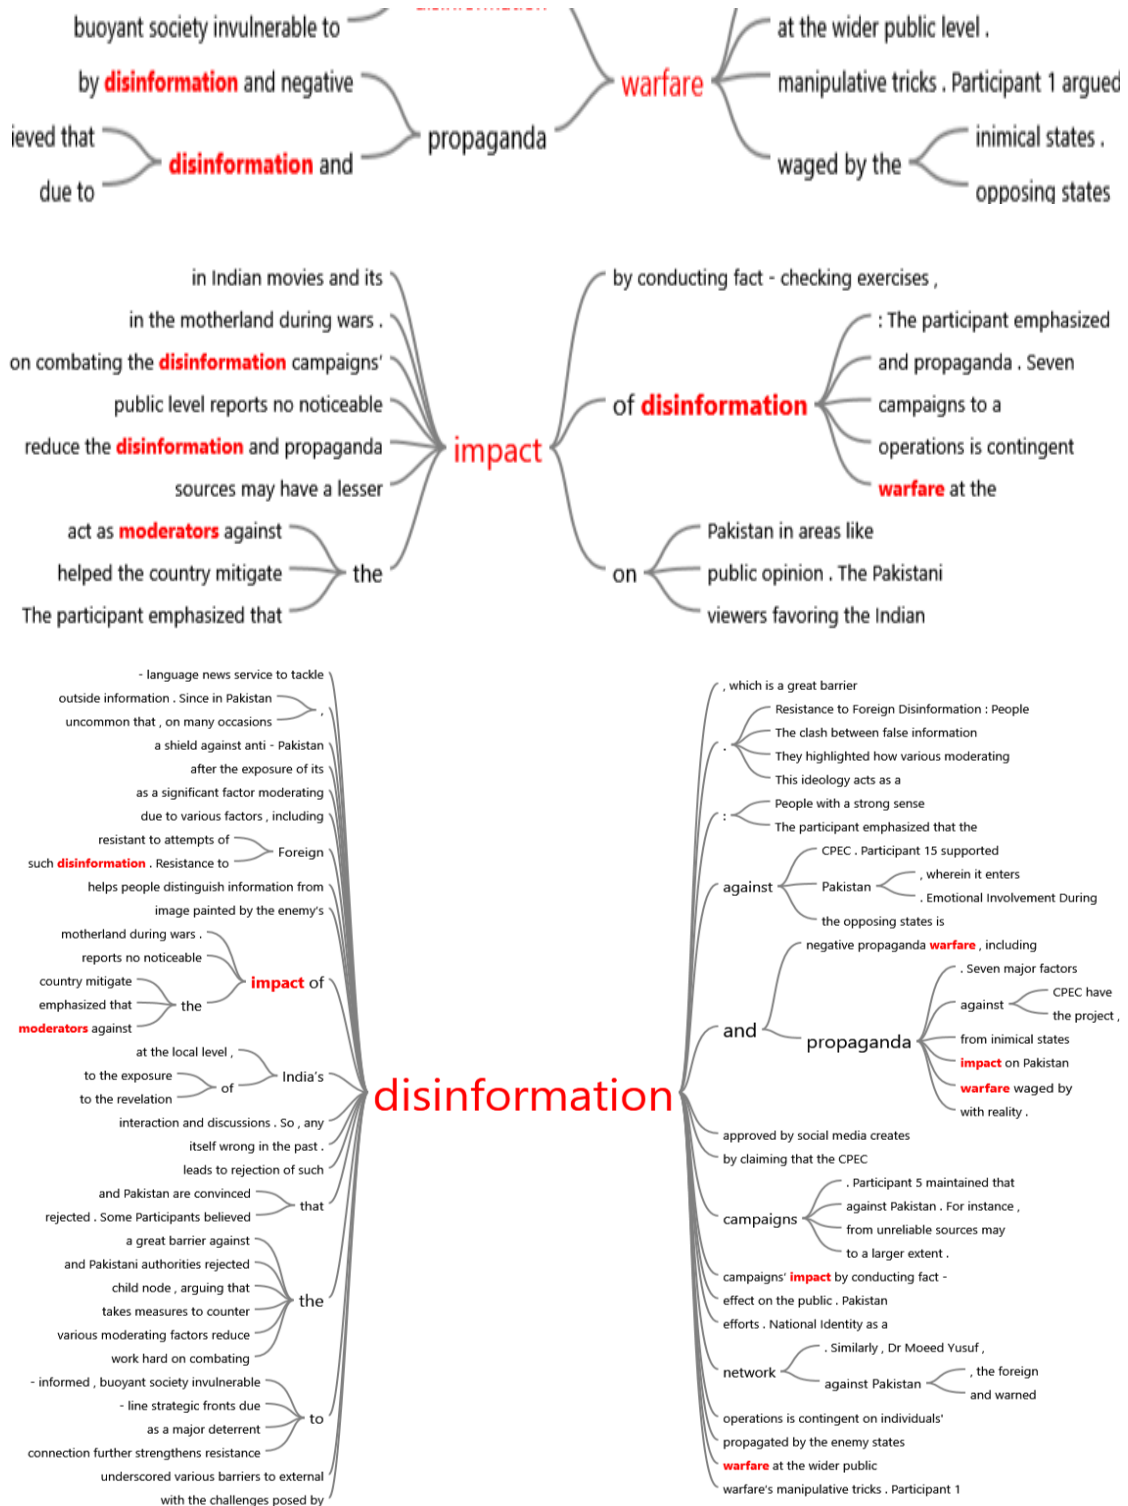 buoyant society invulnerable to
by disinformation and negative
ieved that
due to
disinformation and
propaganda
warfare
at the wider public level .
manipulative tricks . Participant 1 argued
waged by the
inimical states .
opposing states
in Indian movies and its
in the motherland during wars .
on combating the disinformation campaigns'
public level reports no noticeable
reduce the disinformation and propaganda
sources may have a lesser
act as moderators against
helped the country mitigate
The participant emphasized that
the
impact
by conducting fact - checking exercises ,
of disinformation
: The participant emphasized
and propaganda . Seven
campaigns to a
operations is contingent
warfare at the
on
Pakistan in areas like
public opinion . The Pakistani
viewers favoring the Indian
- language news service to tackle
outside information . Since in Pakistan
uncommon that , on many occasions
,
a shield against anti - Pakistan
after the exposure of its
as a significant factor moderating
due to various factors , including
resistant to attempts of
such disinformation . Resistance to
Foreign
helps people distinguish information from
image painted by the enemy's
motherland during wars .
reports no noticeable
country mitigate
emphasized that
moderators against
the
impact of
at the local level ,
to the exposure
to the revelation
of
India's
interaction and discussions . So , any
itself wrong in the past .
leads to rejection of such
and Pakistan are convinced
rejected . Some Participants believed
that
a great barrier against
and Pakistani authorities rejected
child node , arguing that
takes measures to counter
various moderating factors reduce
work hard on combating
the
- informed , buoyant society invulnerable
- line strategic fronts due
as a major deterrent
connection further strengthens resistance
to
underscored various barriers to external
with the challenges posed by
disinformation
, which is a great barrier
.
Resistance to Foreign Disinformation : People
The clash between false information
They highlighted how various moderating
This ideology acts as a
:
People with a strong sense
The participant emphasized that the
against
CPEC . Participant 15 supported
Pakistan
, wherein it enters
. Emotional Involvement During
the opposing states is
and
negative propaganda warfare , including
propaganda
. Seven major factors
against
CPEC have
the project ,
from inimical states
impact on Pakistan
warfare waged by
with reality .
approved by social media creates
by claiming that the CPEC
campaigns
. Participant 5 maintained that
against Pakistan . For instance ,
from unreliable sources may
to a larger extent .
campaigns' impact by conducting fact -
effect on the public . Pakistan
efforts . National Identity as a
network
. Similarly , Dr Moeed Yusuf ,
against Pakistan
, the foreign
and warned
operations is contingent on individuals'
propagated by the enemy states
warfare at the wider public
warfare's manipulative tricks . Participant 1